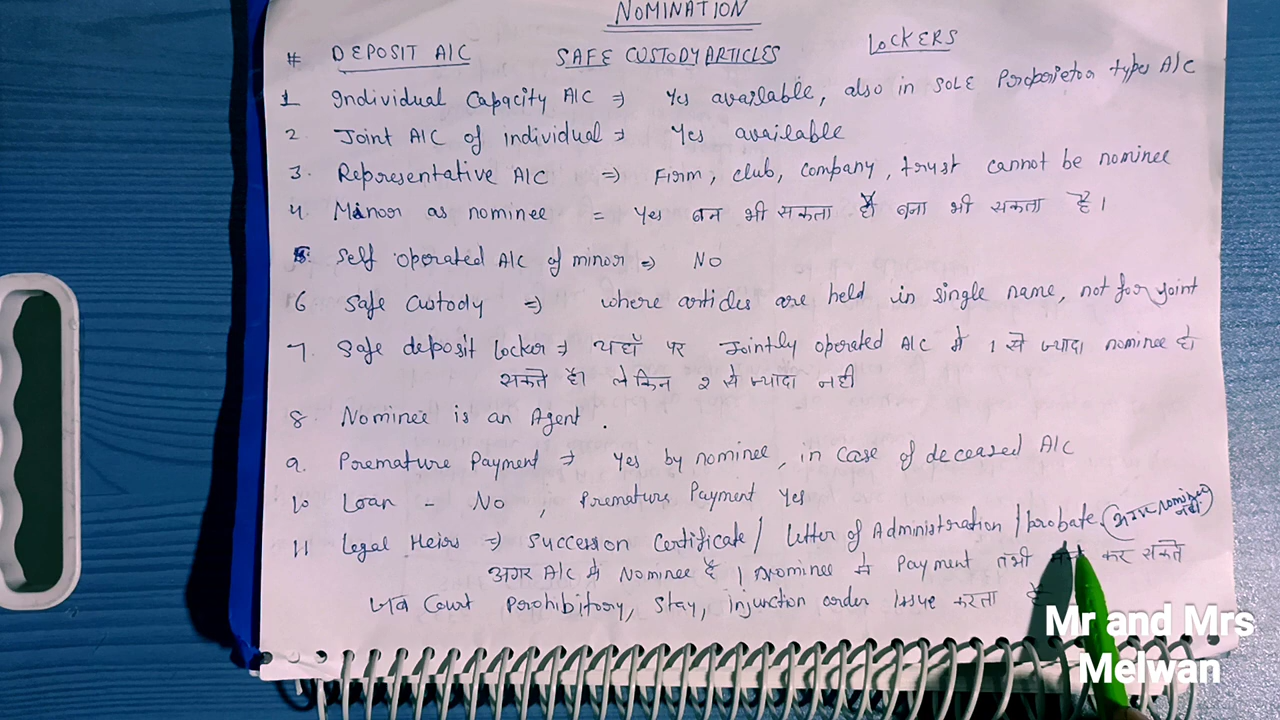 NOMINATION
# DEPOSIT A/C SAFE CUSTODY ARTICLES LOCKERS
1 Individual Capacity A/C ⇒ Yes available, also in SOLE Proprietor type A/C
2. Joint A/C of individual ⇒ Yes available
3. Representative A/C ⇒ Firm, club, company, trust cannot be nominee
4. Minor as nominee = Yes बन भी सकता है बना भी सकता है।
5. Self operated A/C of minor ⇒ NO
6 Safe Custody ⇒ where articles are held in single name, not for joint
7. Safe deposit locker ⇒ यहाँ पर Jointly operated A/C में 1 से ज्यादा nominee हो
सकते हैं। लेकिन 2 से ज्यादा नहीं
8. Nominee is an Agent.
9. Premature Payment ⇒ Yes by nominee, in case of deceased A/C
10 Loan - No, Premature Payment Yes
11 Legal Heirs ⇒ Succession Certificate / Letter of Administration / probate (अगर nominee नहीं)
अगर A/C में Nominee है । Nominee में Payment तभी कर सकते
जब Court Prohibitory, Stay, injunction order issue करता है
Mr and Mrs
Melwan